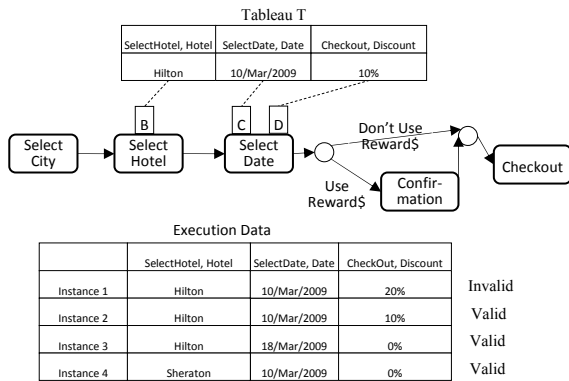 Tableau T
SelectHotel, Hotel SelectDate, Date Checkout, Discount
Hilton 10/Mar/2009 10%
B C D
Select City
Select Hotel
Select Date
Don't Use Reward$
Use Reward$
Confir-mation
Checkout
Execution Data
SelectHotel, Hotel SelectDate, Date CheckOut, Discount
Instance 1 Hilton 10/Mar/2009 20% Invalid
Instance 2 Hilton 10/Mar/2009 10% Valid
Instance 3 Hilton 18/Mar/2009 0% Valid
Instance 4 Sheraton 10/Mar/2009 0% Valid